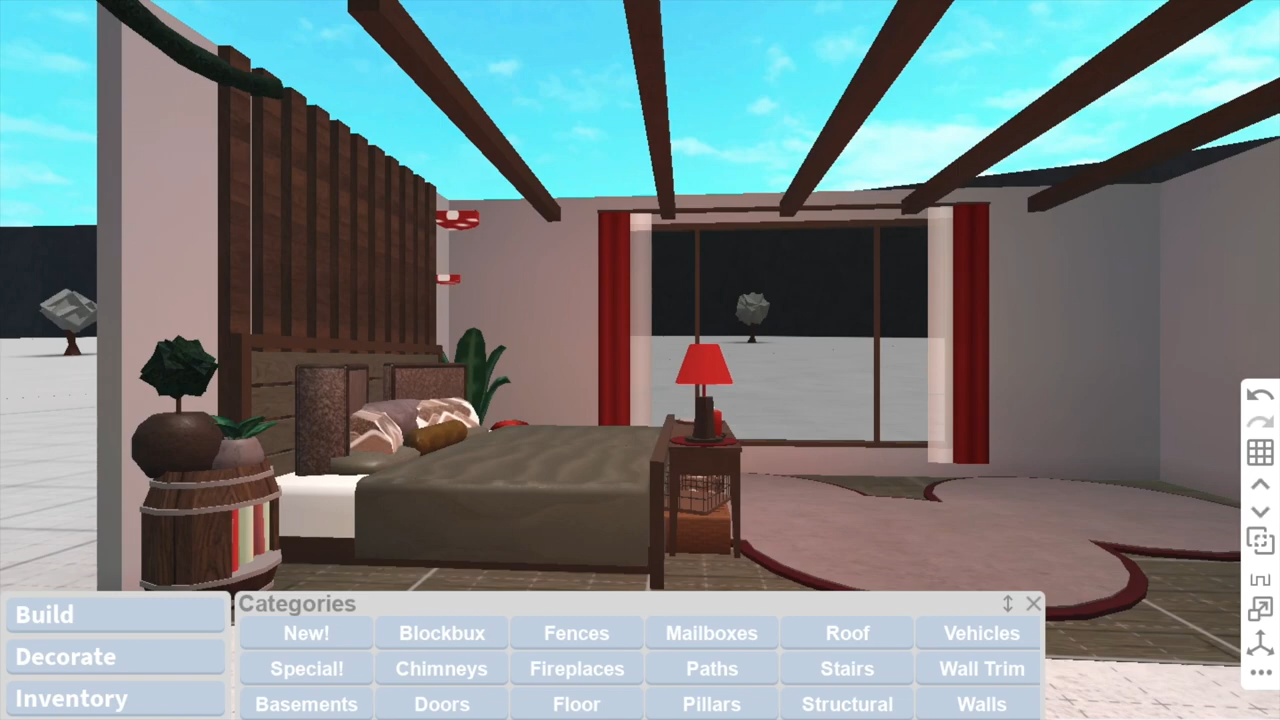 Build
Decorate
Inventory
Categories
New! Blockbux Fences Mailboxes Roof Vehicles
Special! Chimneys Fireplaces Paths Stairs Wall Trim
Basements Doors Floor Pillars Structural Walls